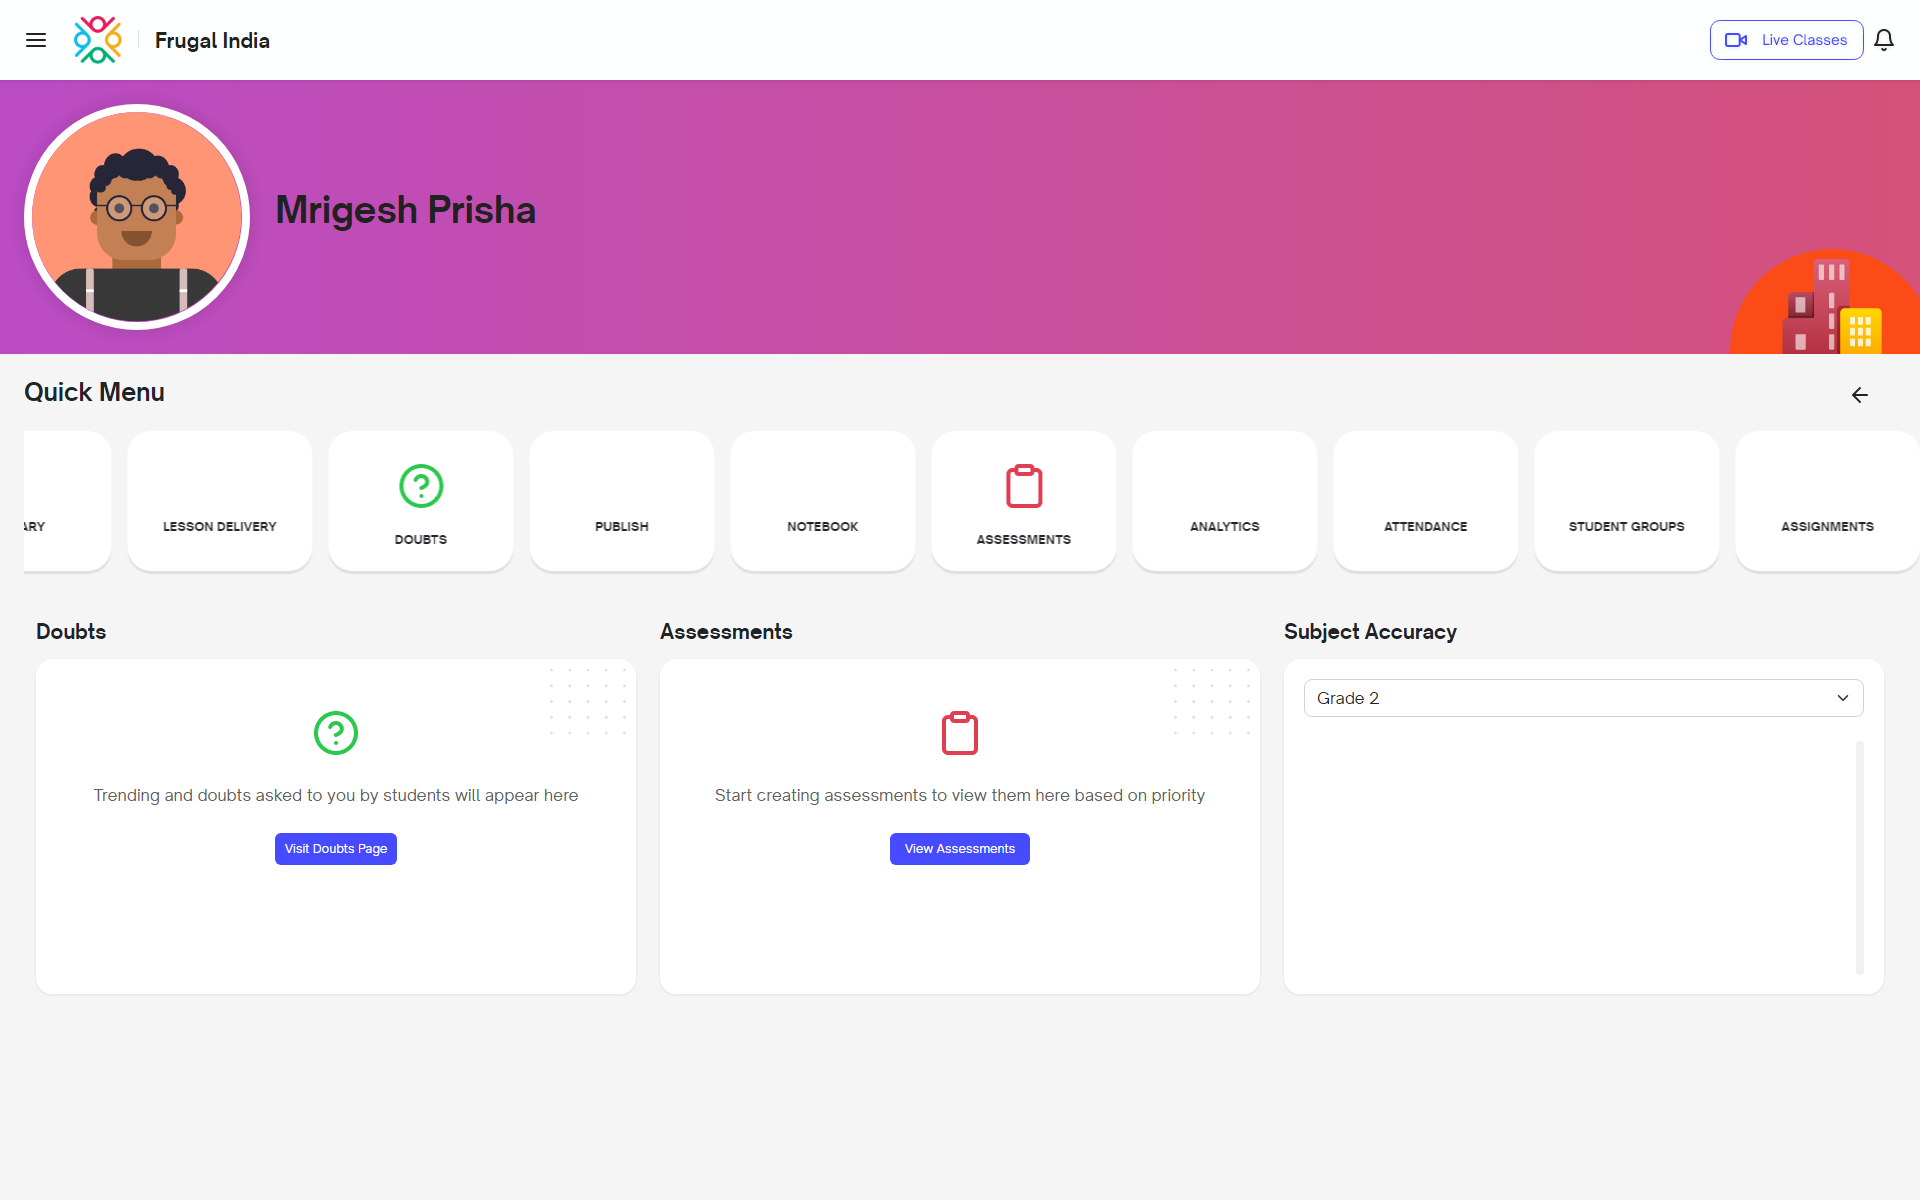 Frugal India
Live Classes
Mrigesh Prisha
Quick Menu
ARY
LESSON DELIVERY
DOUBTS
PUBLISH
NOTEBOOK
ASSESSMENTS
ANALYTICS
ATTENDANCE
STUDENT GROUPS
ASSIGNMENTS
Doubts
Trending and doubts asked to you by students will appear here
Visit Doubts Page
Assessments
Start creating assessments to view them here based on priority
View Assessments
Subject Accuracy
Grade 2